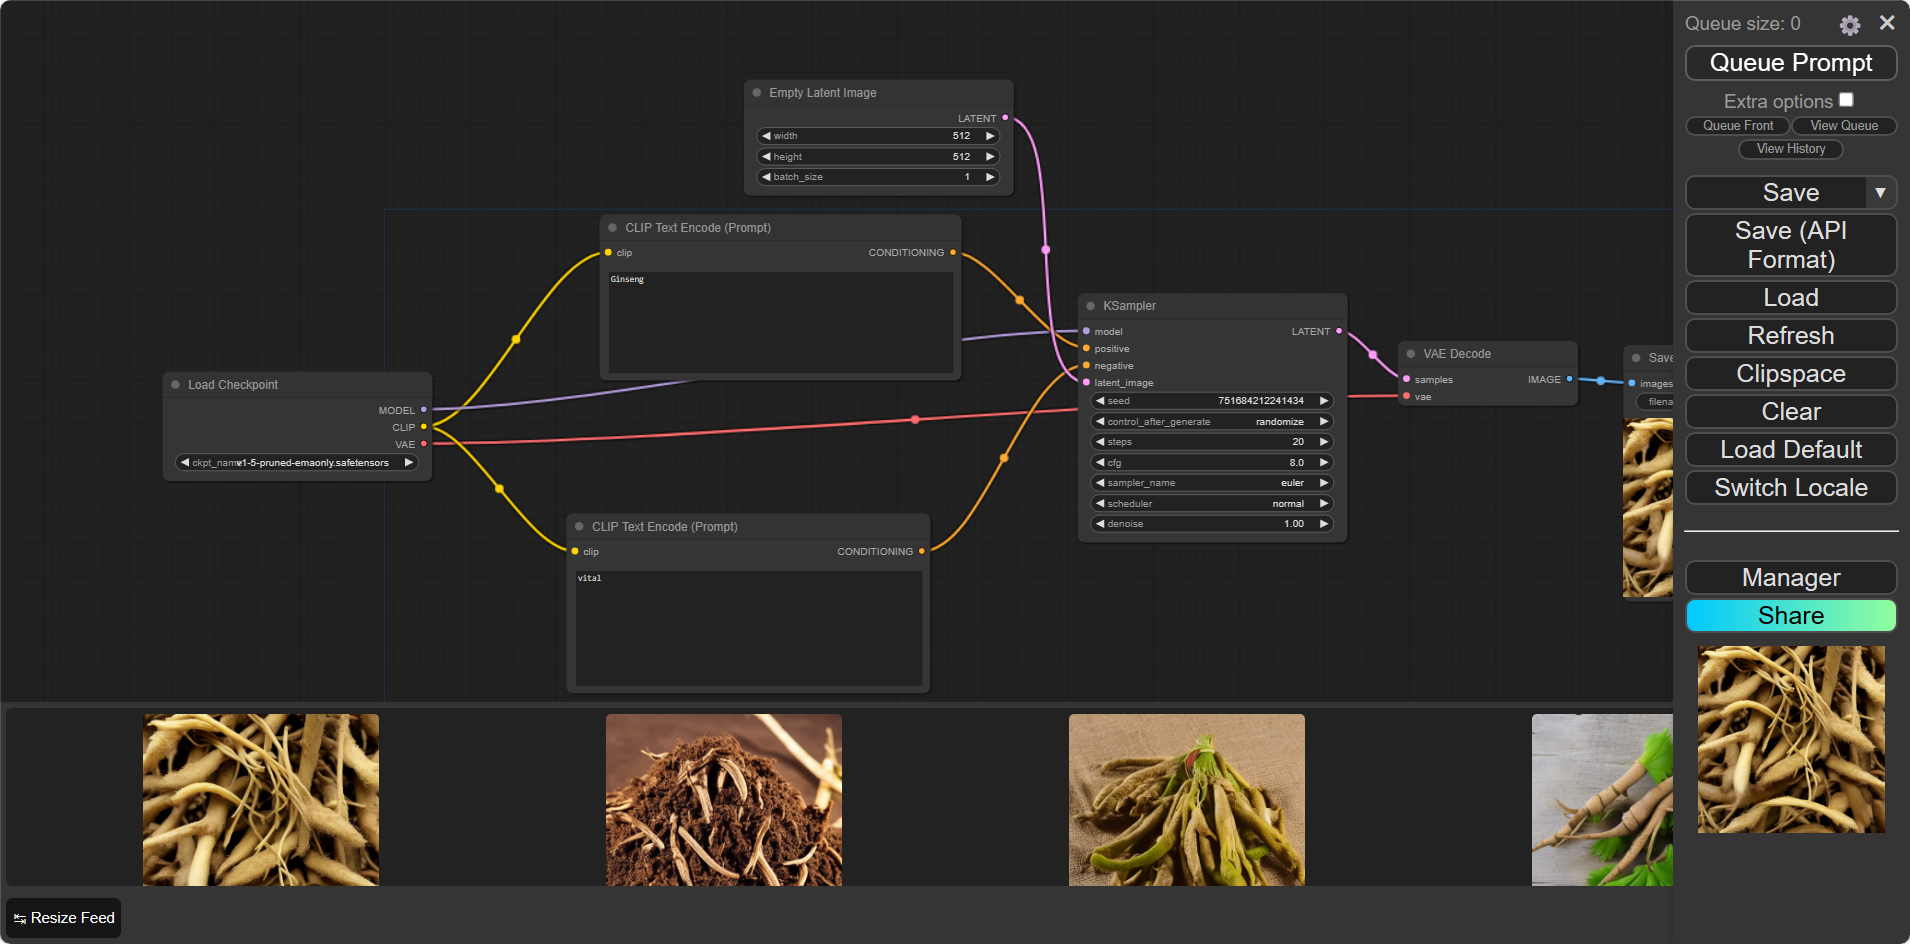 Empty Latent Image
LATENT
width 512
height 512
batch_size 1
CLIP Text Encode (Prompt)
clip CONDITIONING
Ginseng
Load Checkpoint
MODEL
CLIP
VAE
ckpt_name v1-5-pruned-emaonly.safetensors
CLIP Text Encode (Prompt)
clip CONDITIONING
vital
KSampler
model LATENT
positive
negative
latent_image
seed 751684212241434
control_after_generate randomize
steps 20
cfg 8.0
sampler_name euler
scheduler normal
denoise 1.00
VAE Decode
samples IMAGE
vae
Save
images
filena
Queue size: 0
Queue Prompt
Extra options
Queue Front View Queue
View History
Save
Save (API
Format)
Load
Refresh
Clipspace
Clear
Load Default
Switch Locale
Manager
Share
Resize Feed